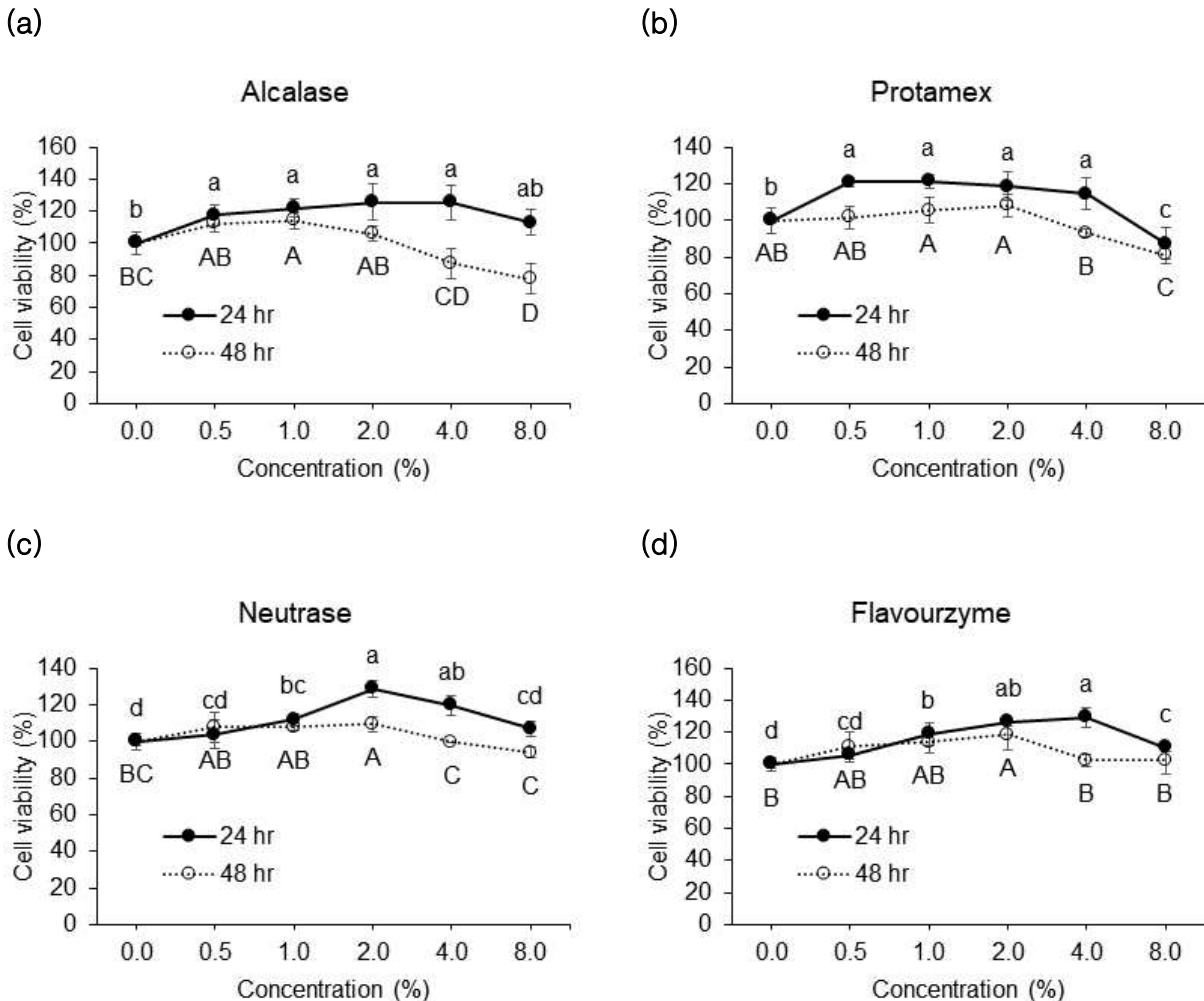 (a)
Alcalase
Cell viability (%)
160
140
120
100
80
60
40
20
0
b a a a a ab
BC AB A AB CD D
24 hr
48 hr
0.0 0.5 1.0 2.0 4.0 8.0
Concentration (%)
(b)
Protamex
Cell viability (%)
140
120
100
80
60
40
20
0
b a a a a c
AB AB A A B C
24 hr
48 hr
0.0 0.5 1.0 2.0 4.0 8.0
Concentration (%)
(c)
Neutrase
Cell viability (%)
140
120
100
80
60
40
20
0
d cd bc a ab cd
BC AB AB A C C
24 hr
48 hr
0.0 0.5 1.0 2.0 4.0 8.0
Concentration (%)
(d)
Flavourzyme
Cell viability (%)
160
140
120
100
80
60
40
20
0
d cd b ab a c
B AB AB A B B
24 hr
48 hr
0.0 0.5 1.0 2.0 4.0 8.0
Concentration (%)